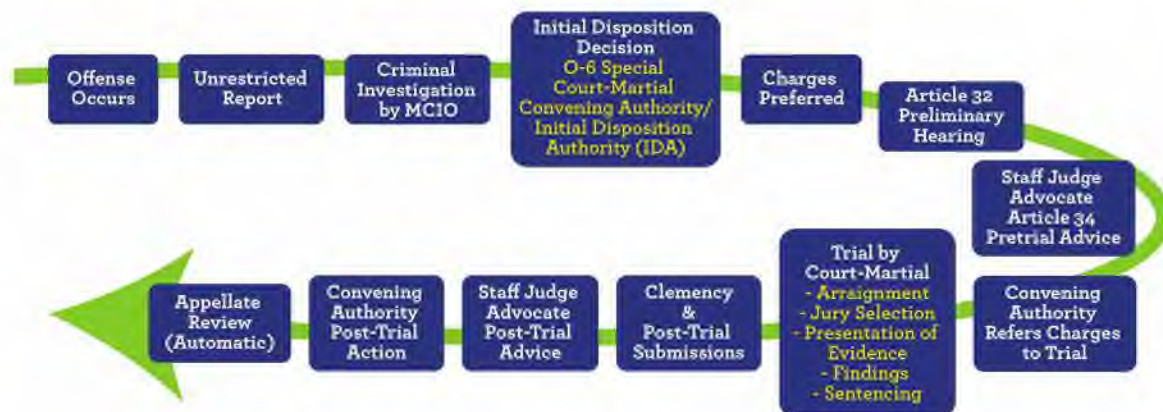 Offense
Occurs
Unrestricted
Report
Criminal
Investigation
by MCIO
Initial Disposition
Decision
O-6 Special
Court-Martial
Convening Authority/
Initial Disposition
Authority (IDA)
Charges
Preferred
Article 32
Preliminary
Hearing
Staff Judge
Advocate
Article 34
Pretrial Advice
Convening
Authority
Refers Charges
to Trial
Trial by
Court-Martial
- Arraignment
- Jury Selection
- Presentation of
Evidence
- Findings
- Sentencing
Clemency
&
Post-Trial
Submissions
Staff Judge
Advocate
Post-Trial
Advice
Convening
Authority
Post-Trial
Action
Appellate
Review
(Automatic)